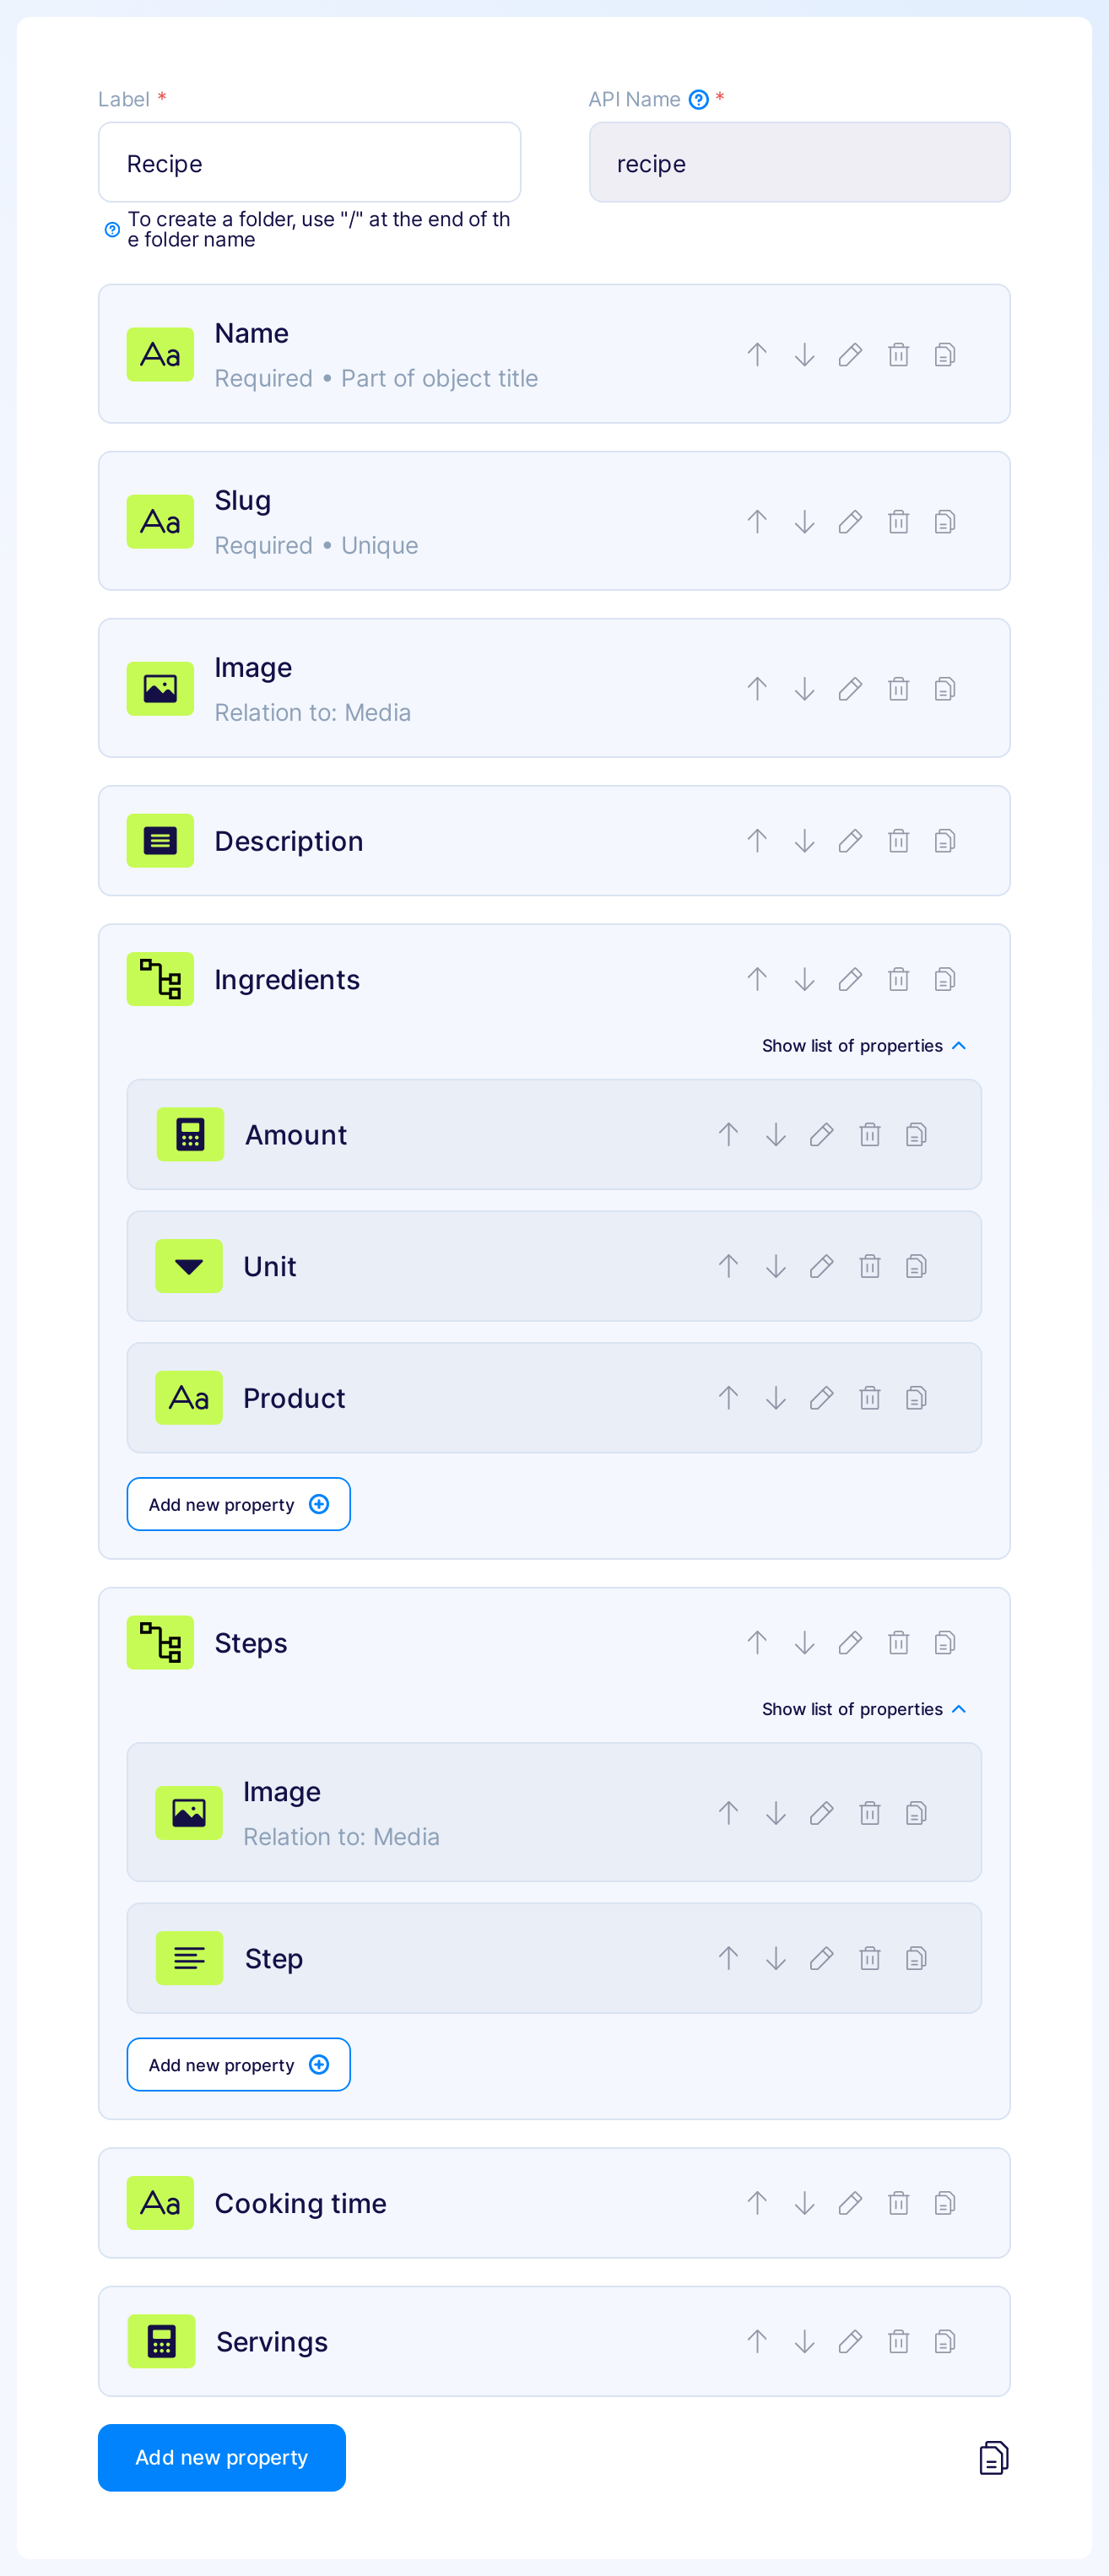 Label *
API Name *
Recipe
recipe
To create a folder, use "/" at the end of th
e folder name
Aa
Name
Required • Part of object title
Aa
Slug
Required • Unique
Image
Relation to: Media
Description
Ingredients
Show list of properties
Amount
Unit
Aa
Product
Add new property
Steps
Show list of properties
Image
Relation to: Media
Step
Add new property
Aa
Cooking time
Servings
Add new property